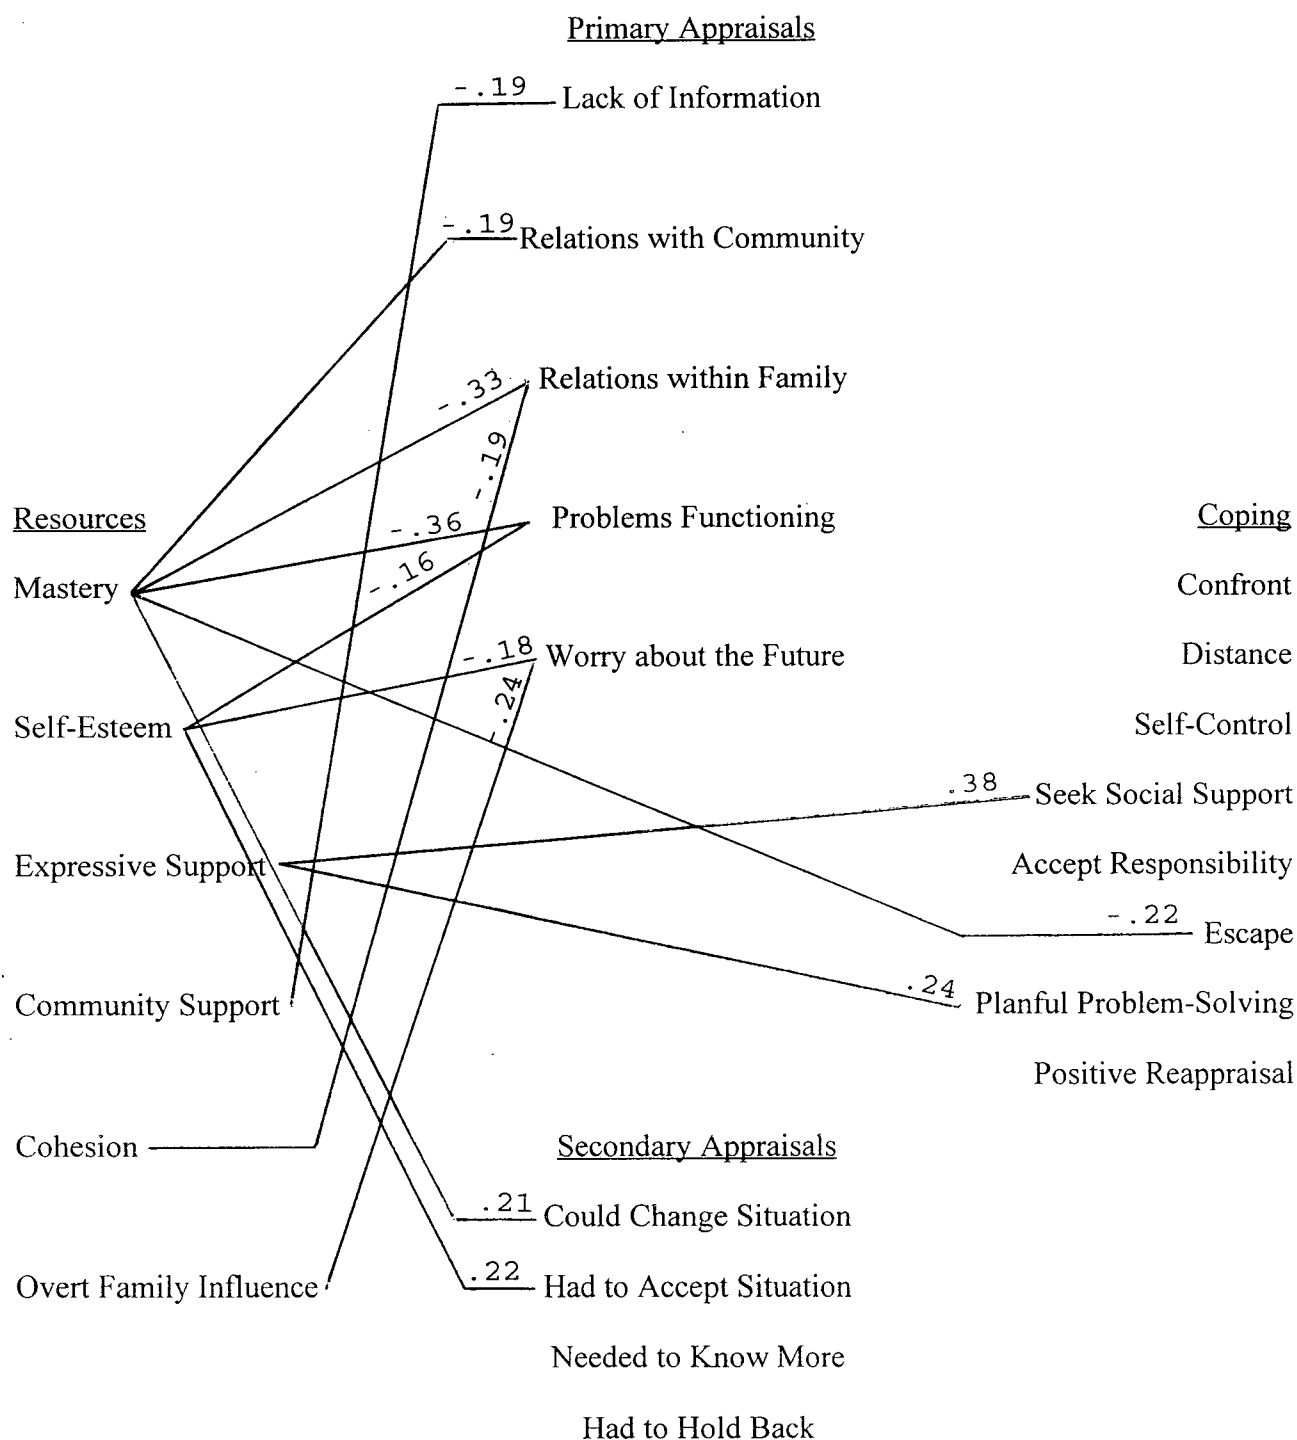 Primary Appraisals
-.19 Lack of Information
-.19 Relations with Community
-.33 Relations within Family
-.19
Resources
-.36 Problems Functioning
Coping
Mastery
-.16
Confront
-.18 Worry about the Future
Distance
-.24
Self-Esteem
Self-Control
.38 Seek Social Support
Expressive Support
Accept Responsibility
-.22 Escape
Community Support
.24 Planful Problem-Solving
Positive Reappraisal
Cohesion
Secondary Appraisals
.21 Could Change Situation
Overt Family Influence
.22 Had to Accept Situation
Needed to Know More
Had to Hold Back